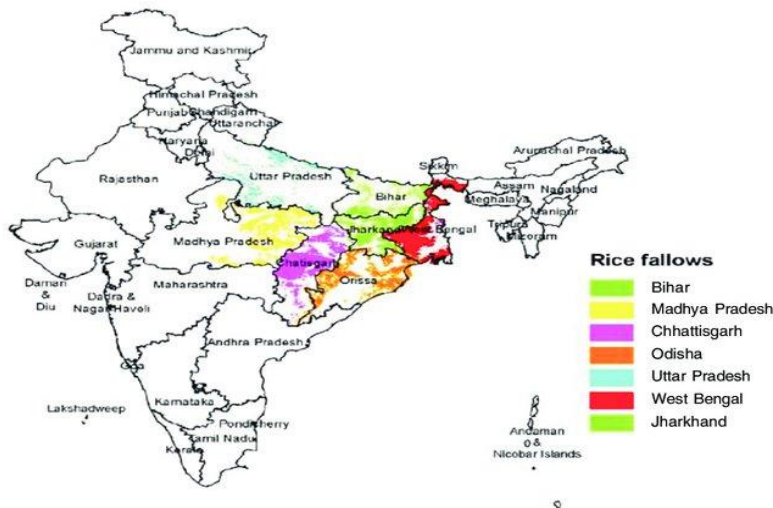 Jammu and Kashmir
Himachal Pradesh
Punjab
Chandigarh
Uttaranchal
Haryana
Delhi
Rajasthan
Uttar Pradesh
Sikkim
Arunachal Pradesh
Assam
Nagaland
Meghalaya
Manipur
Tripura
Mizoram
Bihar
Jharkhand
West Bengal
Gujarat
Madhya Pradesh
Chatisgarh
Orissa
Daman
&
Diu
Dadra &
Nagar Haveli
Maharashtra
Andhra Pradesh
Goa
Karnataka
Lakshadweep
Pondicherry
Tamil Nadu
Kerala
Andaman
&
Nicobar Islands
Rice fallows
Bihar
Madhya Pradesh
Chhattisgarh
Odisha
Uttar Pradesh
West Bengal
Jharkhand